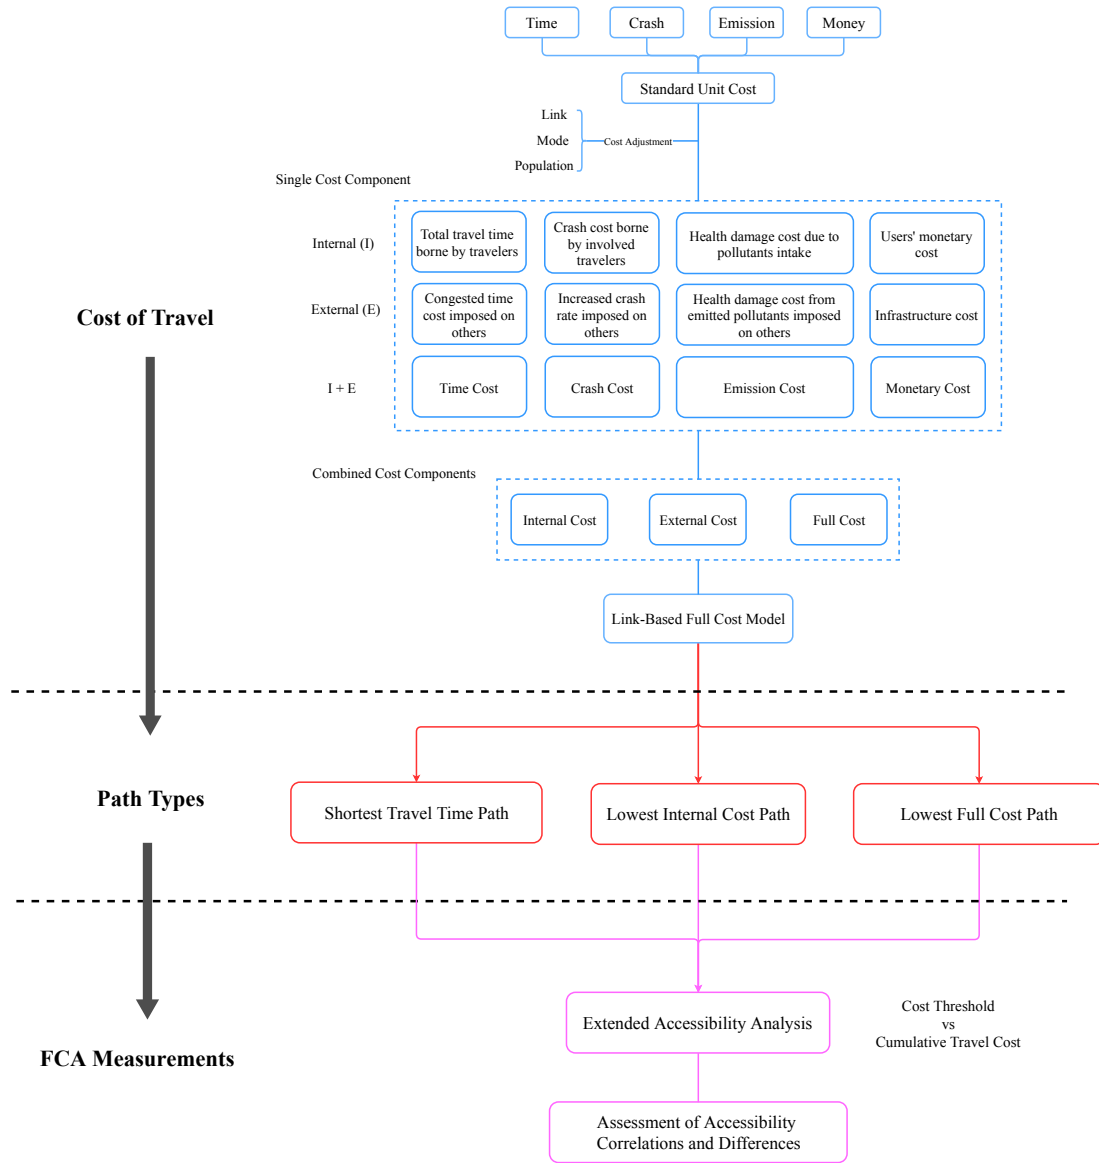 Time
Crash
Emission
Money
Standard Unit Cost
Link
Mode
Population
Cost Adjustment
Single Cost Component
Internal (I)
Total travel time
borne by travelers
Crash cost borne
by involved
travelers
Health damage cost due to
pollutants intake
Users' monetary
cost
Cost of Travel
External (E)
Congested time
cost imposed on
others
Increased crash
rate imposed on
others
Health damage cost from
emitted pollutants imposed
on others
Infrastructure cost
I + E
Time Cost
Crash Cost
Emission Cost
Monetary Cost
Combined Cost Components
Internal Cost
External Cost
Full Cost
Link-Based Full Cost Model
Path Types
Shortest Travel Time Path
Lowest Internal Cost Path
Lowest Full Cost Path
FCA Measurements
Extended Accessibility Analysis
Cost Threshold
vs
Cumulative Travel Cost
Assessment of Accessibility
Correlations and Differences